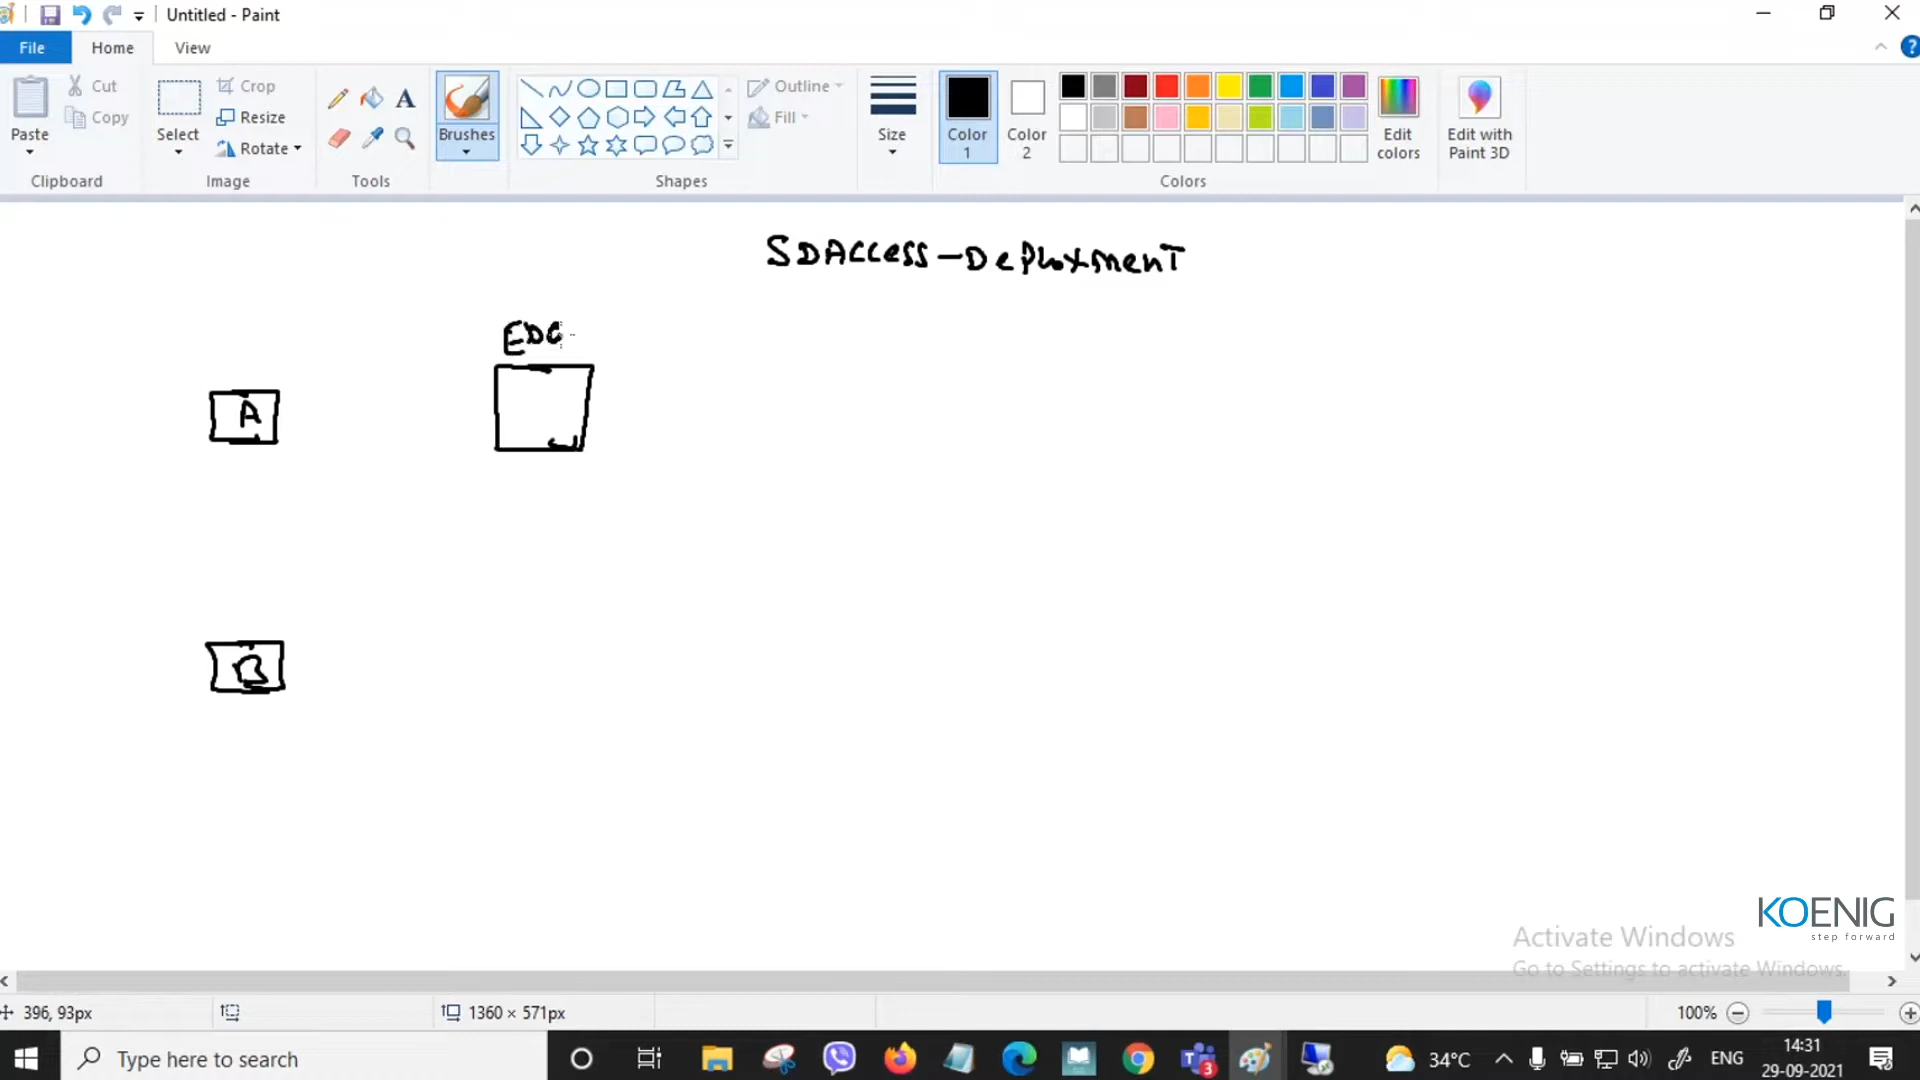 Untitled - Paint
File
Home
View
Paste
Cut
Copy
Clipboard
Select
Crop
Resize
Rotate
Image
A
Tools
Brushes
Outline
Fill
Shapes
Size
Color
1
Color
2
Edit
colors
Colors
Edit with
Paint 3D
?
SDAccess-Deployment
EDG
A
B
KOENIG
step forward
Activate Windows
Go to Settings to activate Windows.
396, 93px
1360 × 571px
100%
Type here to search
3
34°C
ENG
14:31
29-09-2021